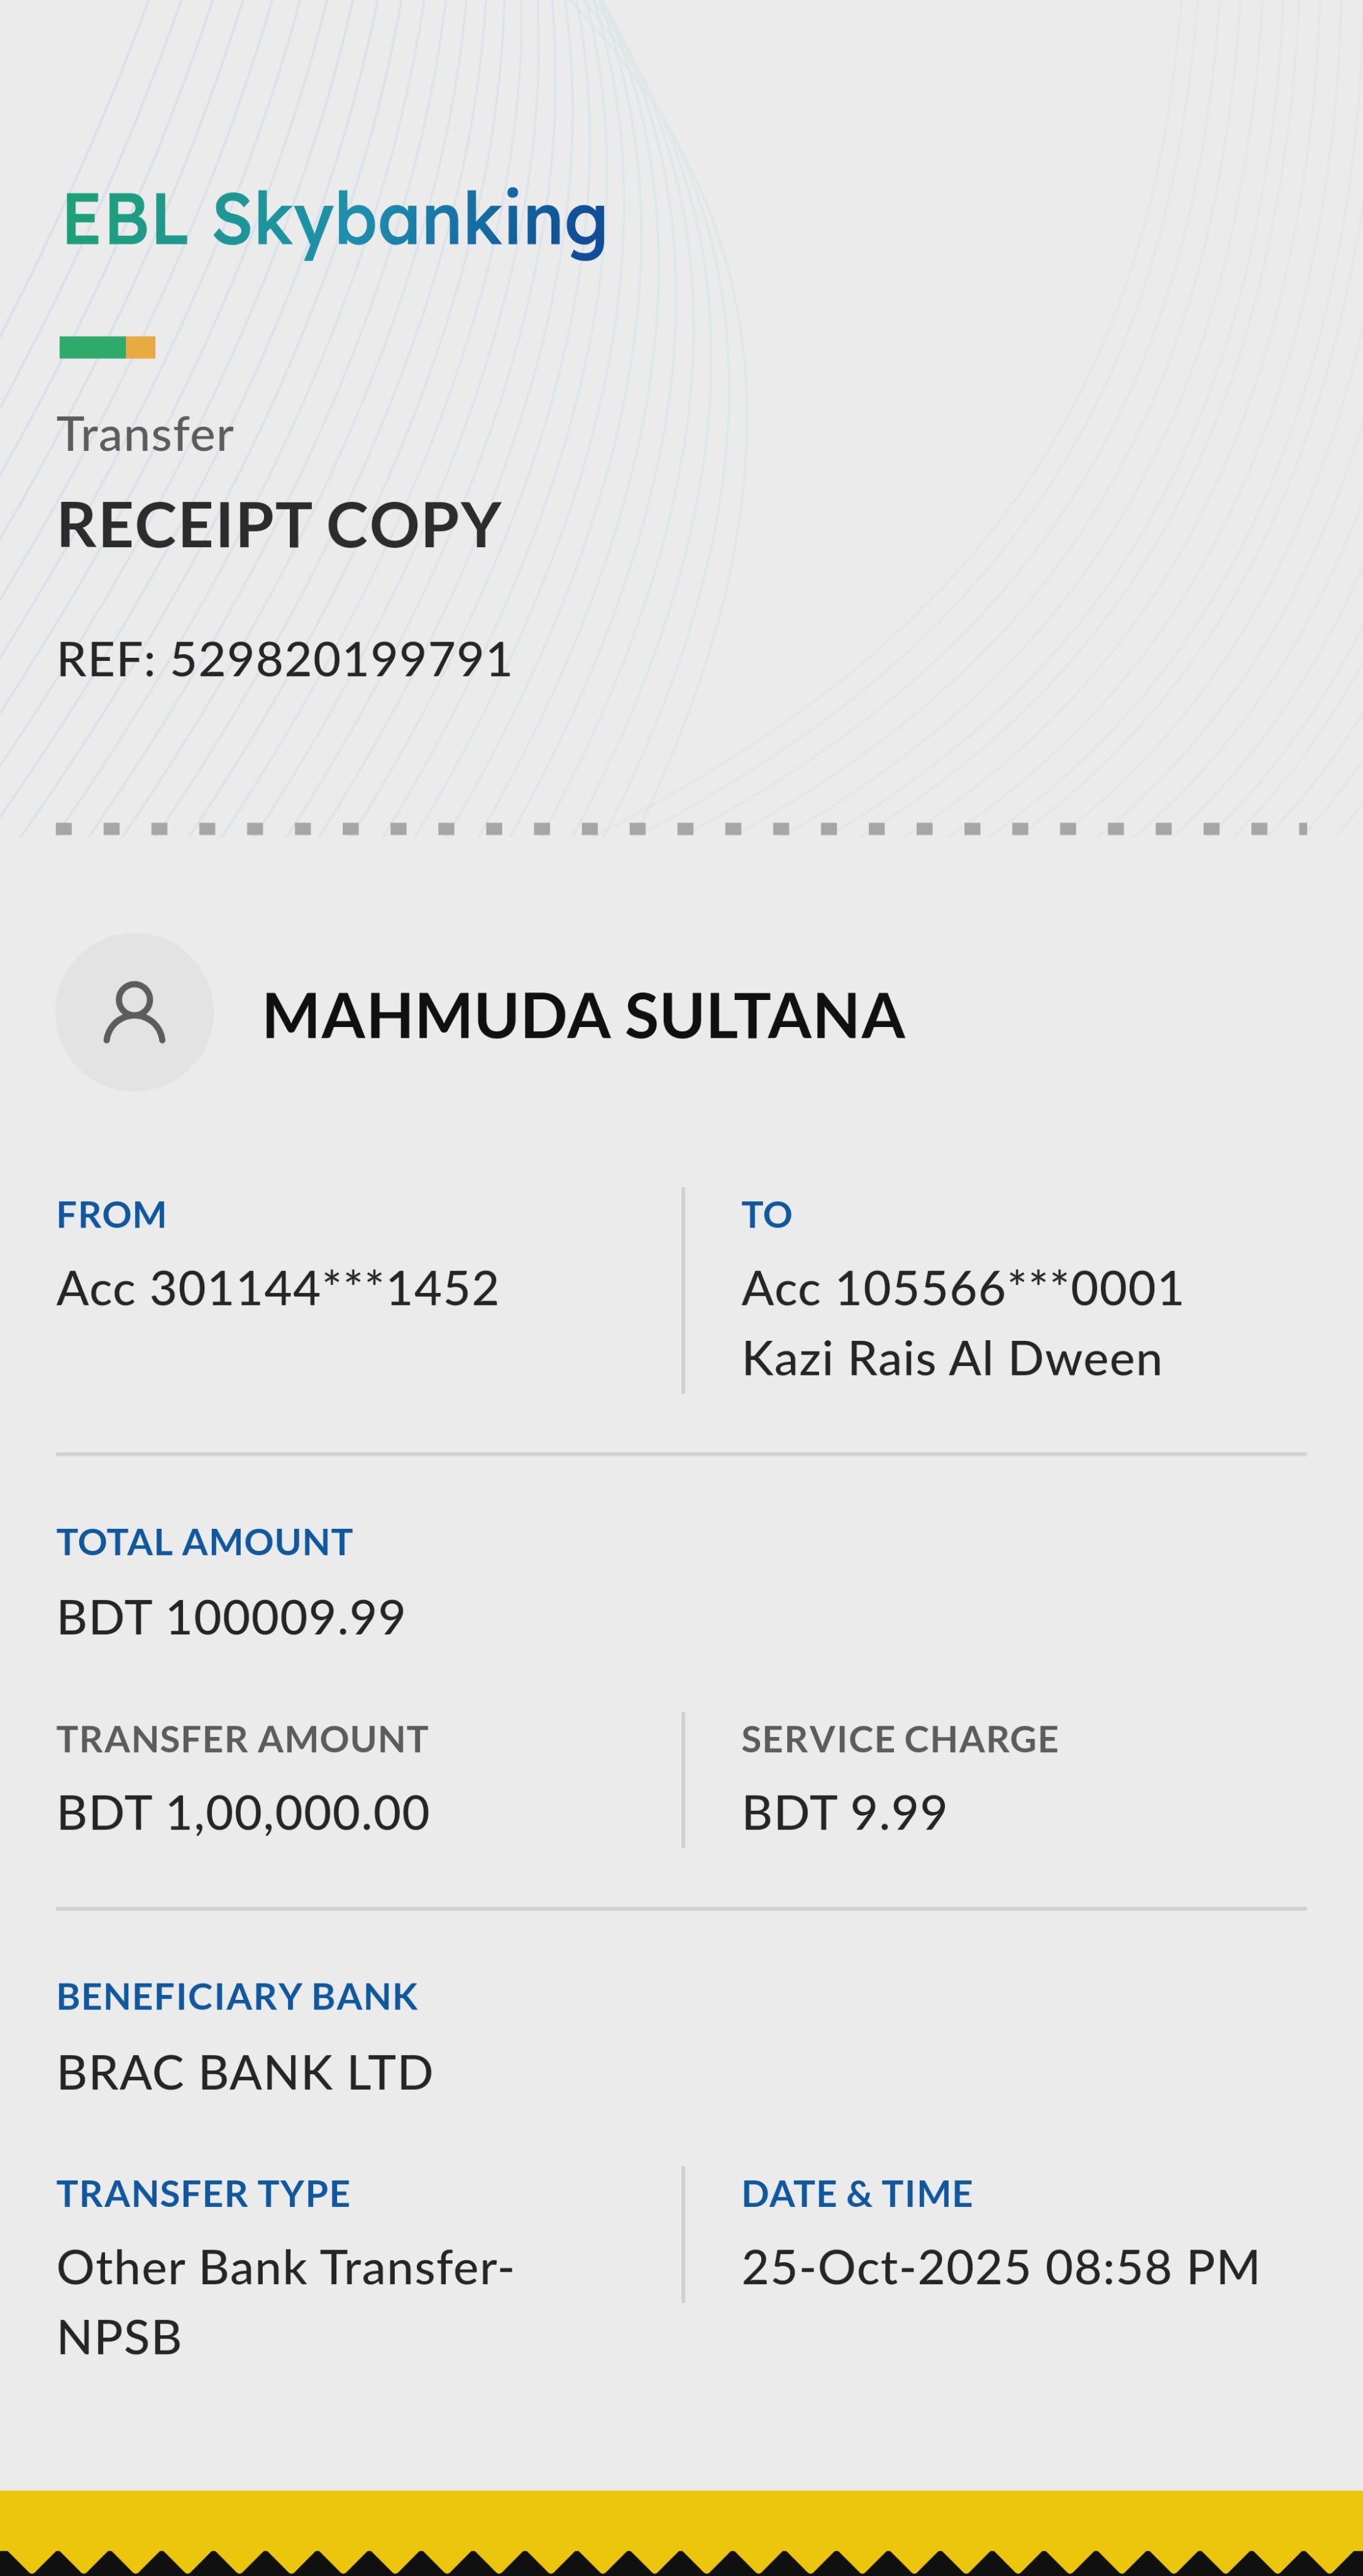 EBL Skybanking
Transfer
RECEIPT COPY
REF: 529820199791
MAHMUDA SULTANA
FROM
Acc 301144***1452
TO
Acc 105566***0001
Kazi Rais Al Dween
TOTAL AMOUNT
BDT 100009.99
TRANSFER AMOUNT
BDT 1,00,000.00
SERVICE CHARGE
BDT 9.99
BENEFICIARY BANK
BRAC BANK LTD
TRANSFER TYPE
Other Bank Transfer-
NPSB
DATE & TIME
25-Oct-2025 08:58 PM